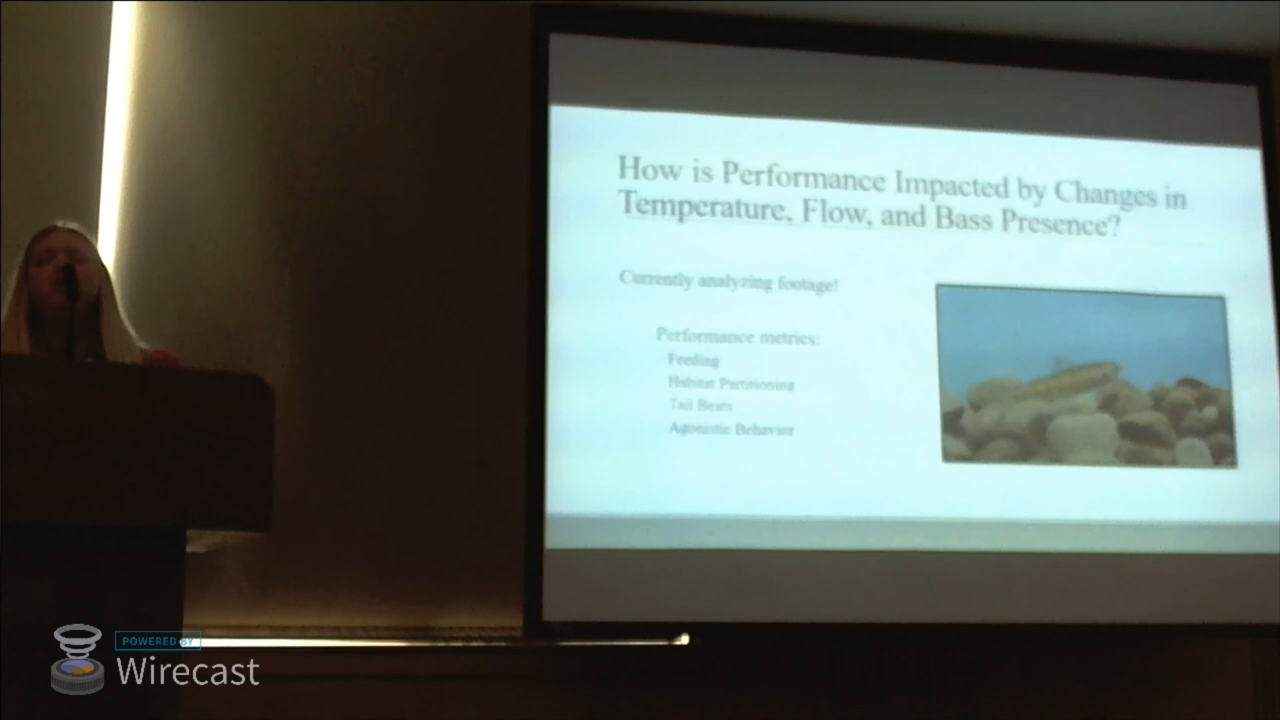 How is Performance Impacted by Changes in
Temperature, Flow, and Bass Presence?
Currently analyzing footage!
Performance metrics:
Feeding
Habitat Partitioning
Tail Beats
Agonistic Behavior
POWERED BY
Wirecast